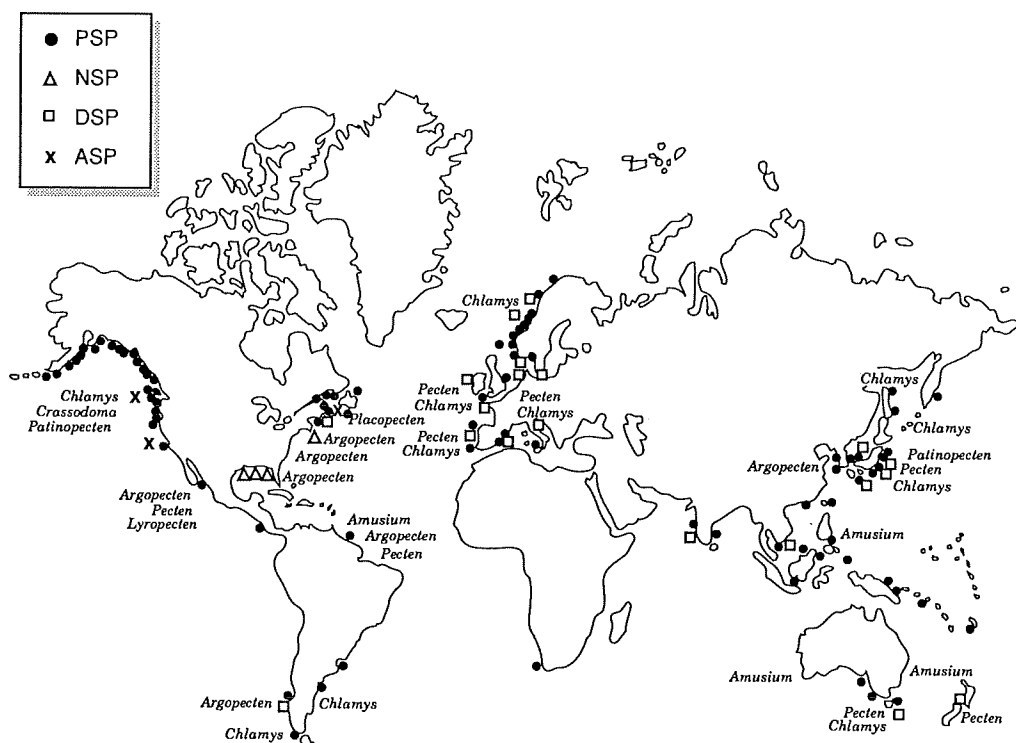 PSP
NSP
DSP
x ASP
Chlamys
Chlamys
Crassodoma
Patinopecten
X
X
Placopecten
Argopecten
Argopecten
Argopecten
Argopecten
Pecten
Lyropecten
Amusium
Argopecten
Pecten
Argopecten
Chlamys
Chlamys
Pecten
Chlamys
Pecten
Chlamys
Pecten
Chlamys
Chlamys
Chlamys
Argopecten
Patinopecten
Pecten
Chlamys
Amusium
Amusium
Amusium
Pecten
Chlamys
Pecten